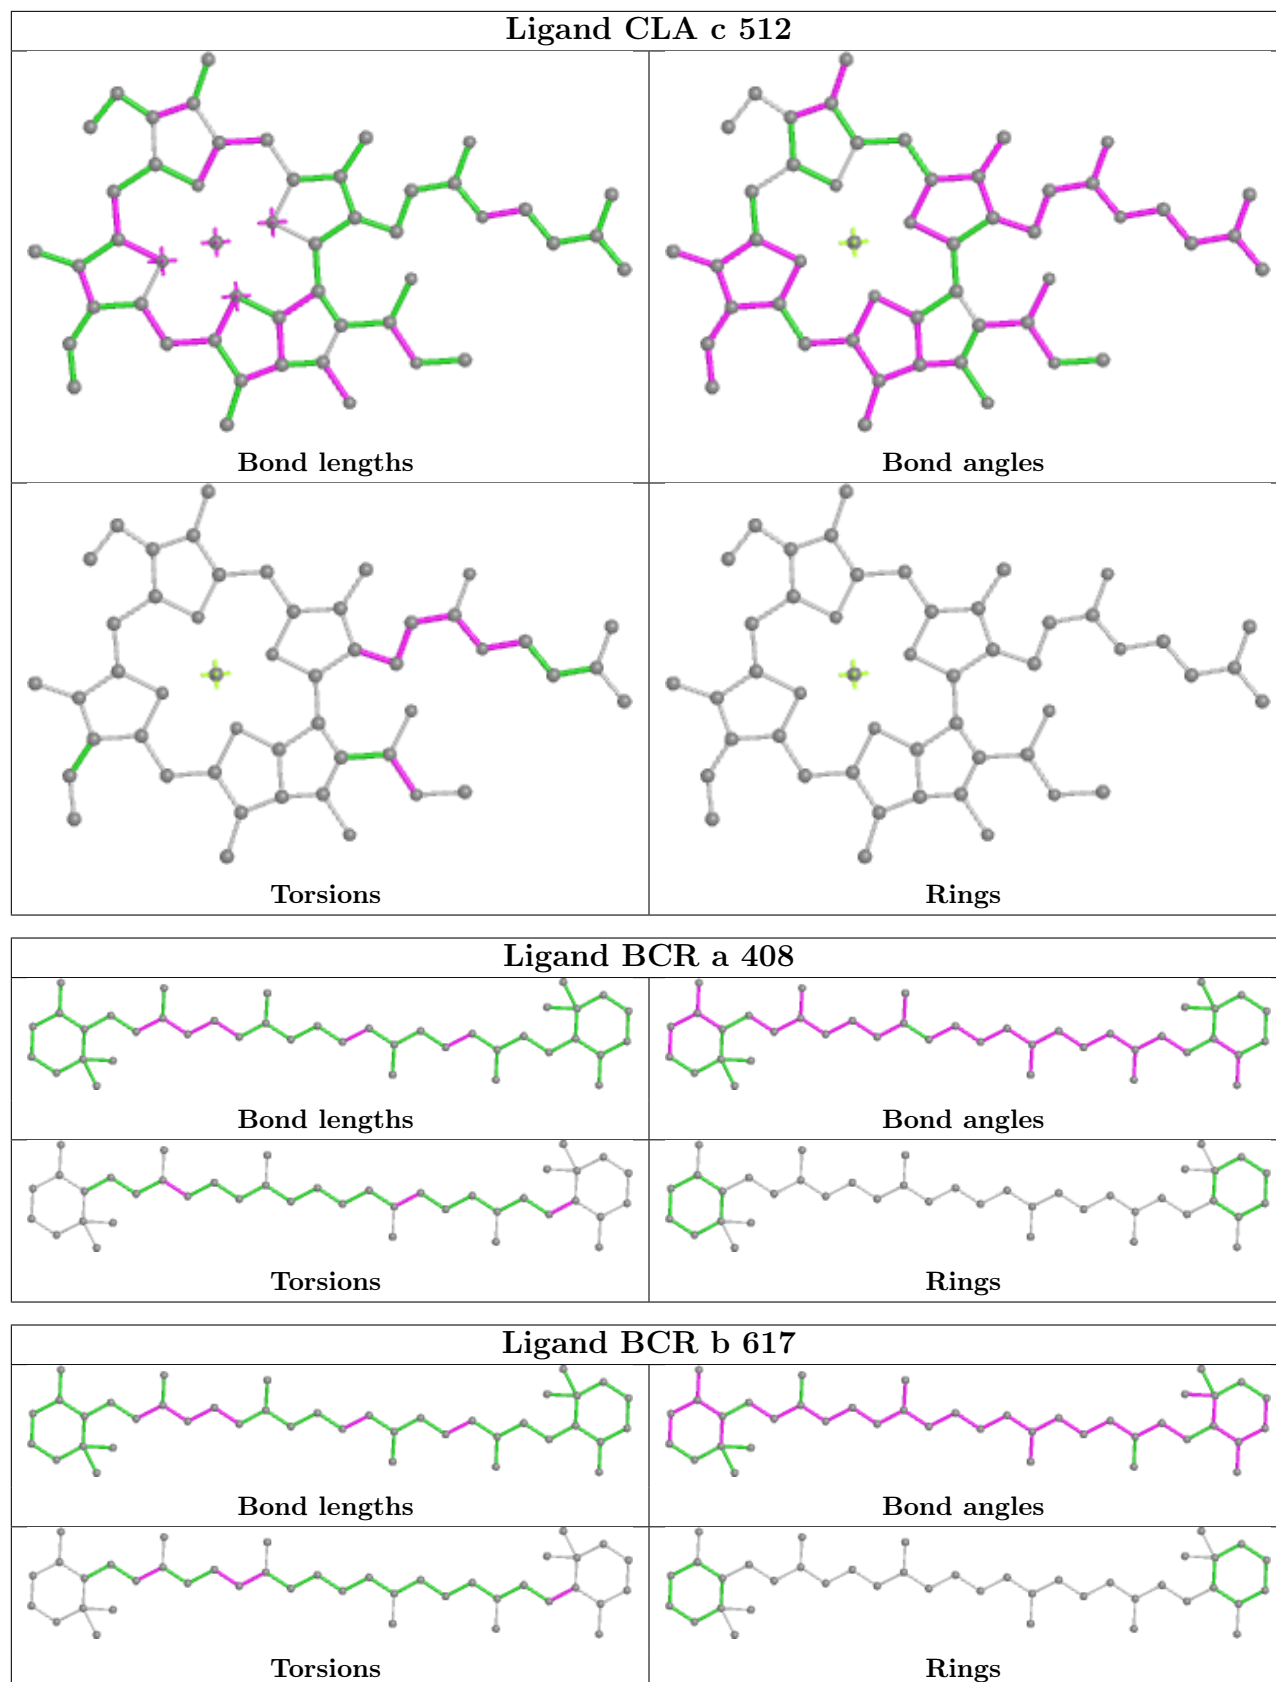 Ligand CLA c 512
Bond lengths
Bond angles
Torsions
Rings
Ligand BCR a 408
Bond lengths
Bond angles
Torsions
Rings
Ligand BCR b 617
Bond lengths
Bond angles
Torsions
Rings